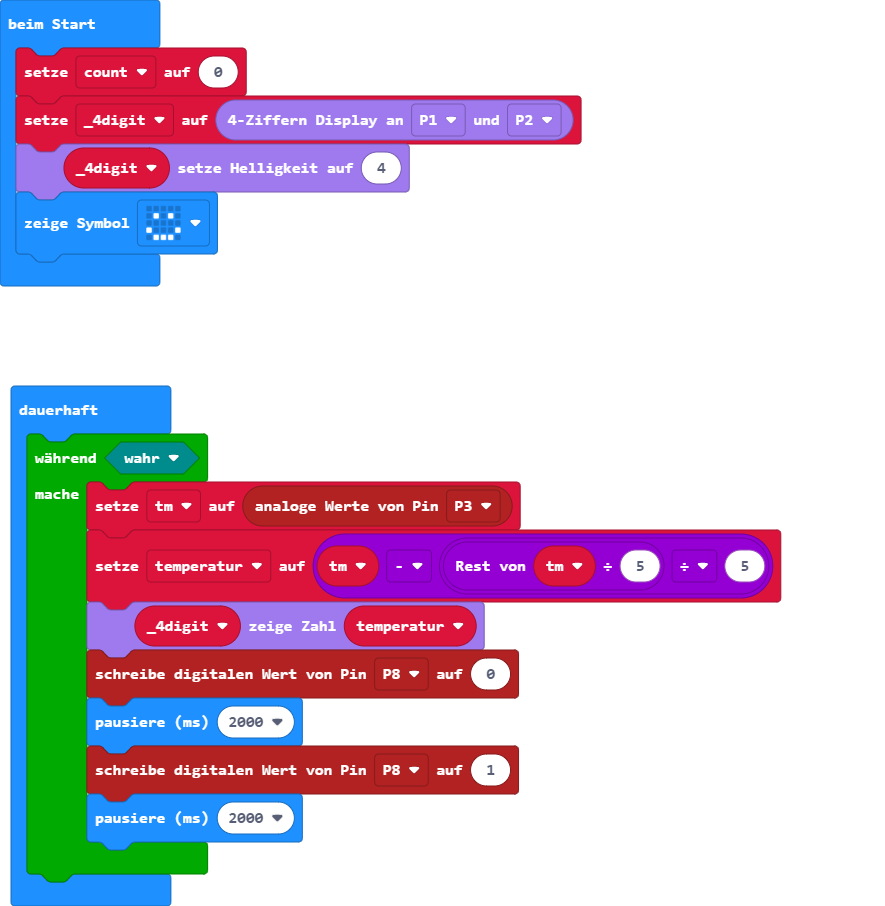 beim Start
setze count auf 0
setze _4digit auf 4-Ziffern Display an P1 und P2
_4digit setze Helligkeit auf 4
zeige Symbol
dauerhaft
während wahr
mache
setze tm auf analoge Werte von Pin P3
setze temperatur auf tm - Rest von tm ÷ 5 ÷ 5
_4digit zeige Zahl temperatur
schreibe digitalen Wert von Pin P8 auf 0
pausiere (ms) 2000
schreibe digitalen Wert von Pin P8 auf 1
pausiere (ms) 2000